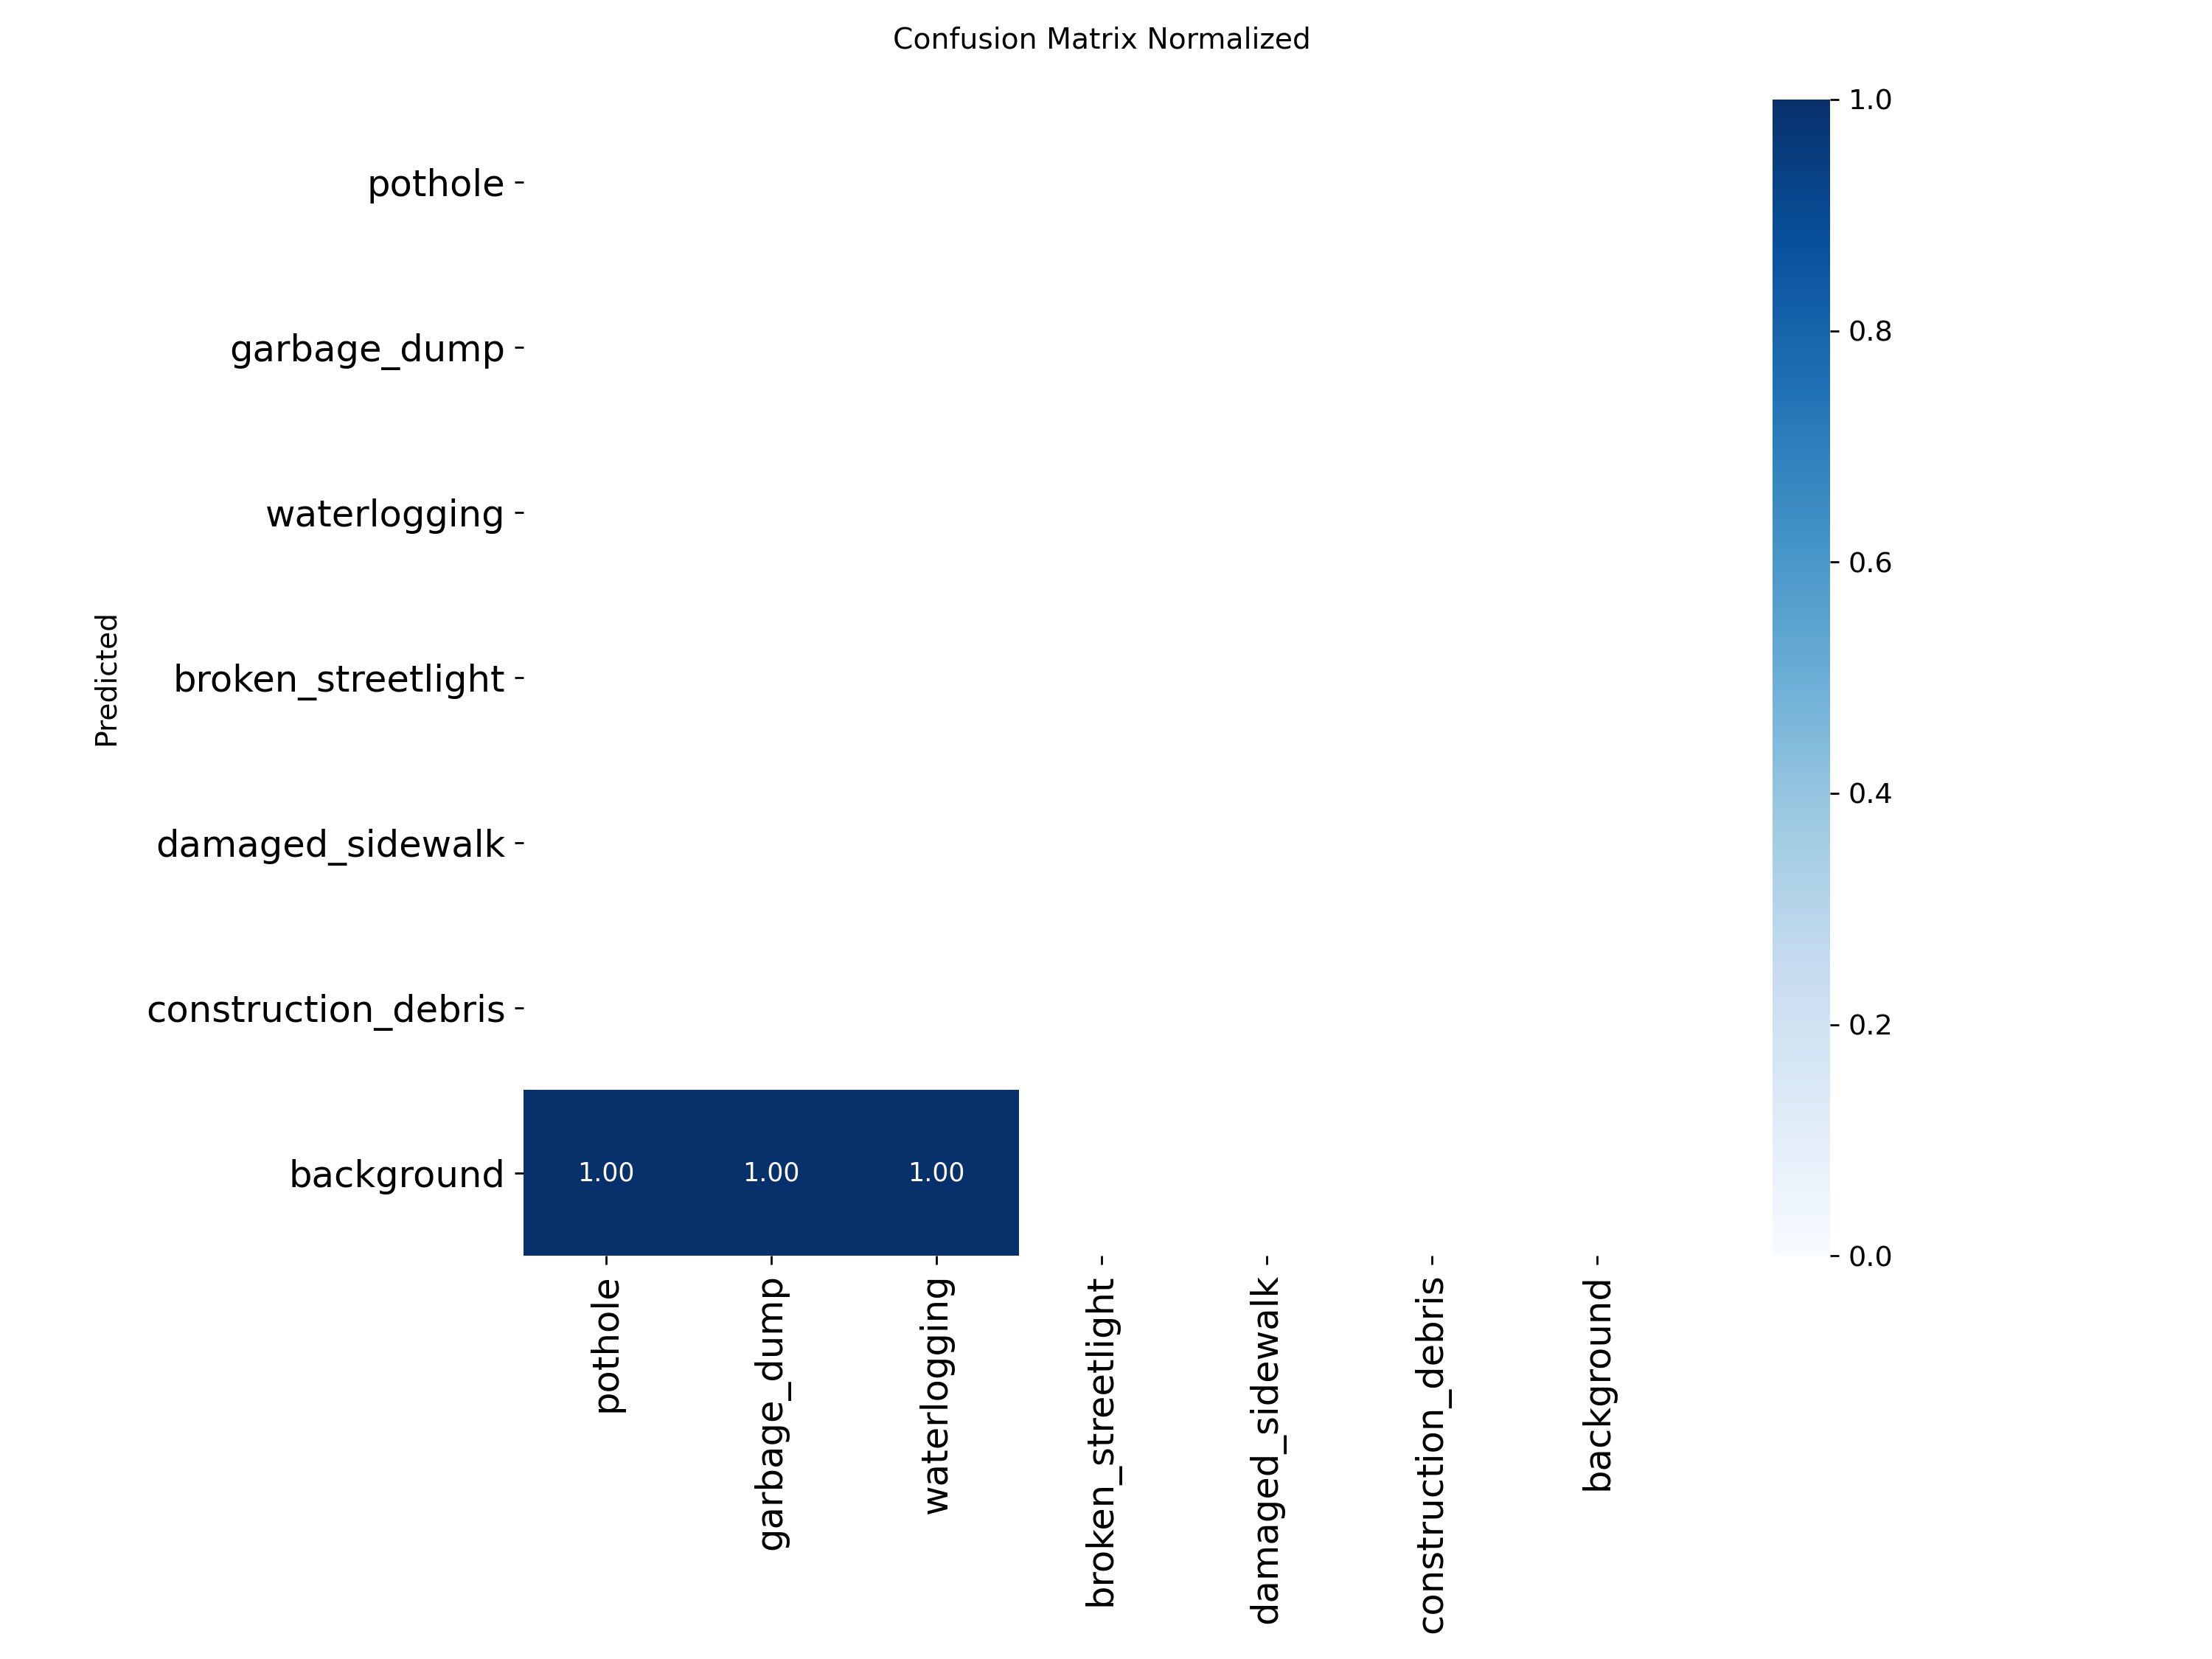 Confusion Matrix Normalized
Predicted
pothole
garbage_dump
waterlogging
broken_streetlight
damaged_sidewalk
construction_debris
background
1.00 1.00 1.00
pothole
garbage_dump
waterlogging
broken_streetlight
damaged_sidewalk
construction_debris
background
1.0
0.8
0.6
0.4
0.2
0.0